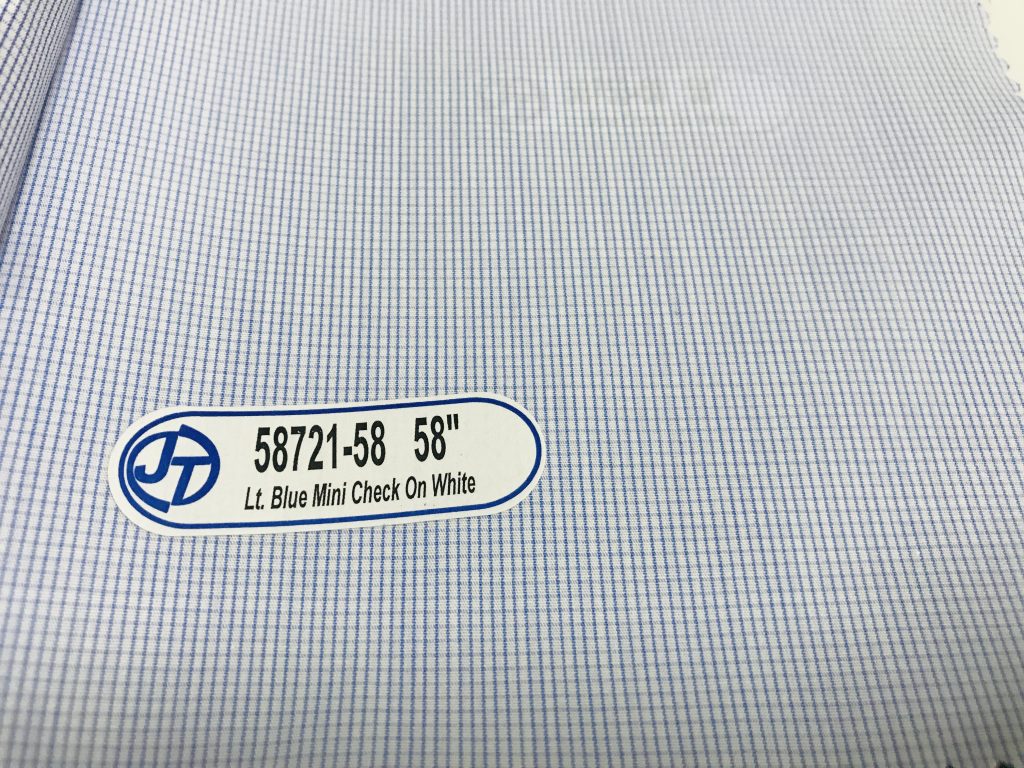 JT
58721-58 58"
Lt. Blue Mini Check On White